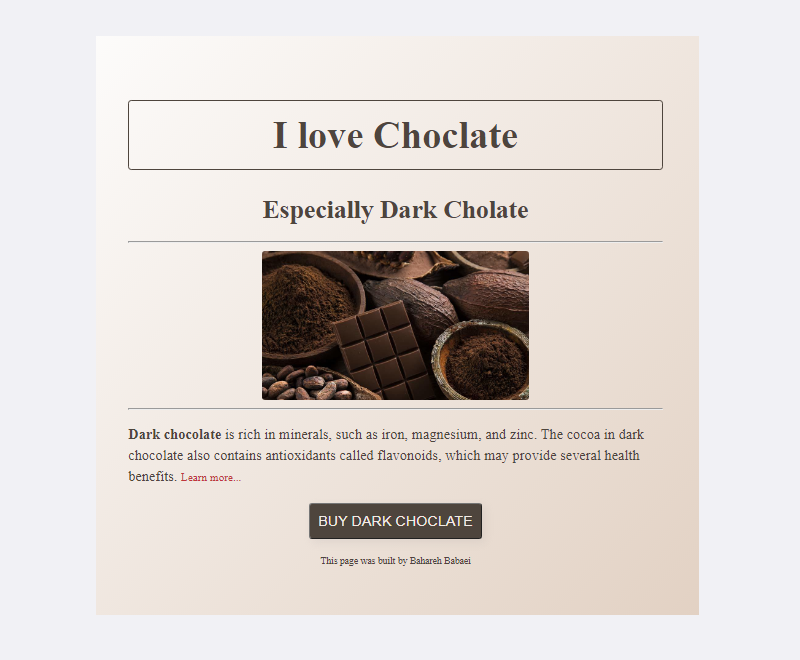 I love Choclate
Especially Dark Cholate
Dark chocolate is rich in minerals, such as iron, magnesium, and zinc. The cocoa in dark
chocolate also contains antioxidants called flavonoids, which may provide several health
benefits. Learn more...
BUY DARK CHOCLATE
This page was built by Bahareh Babaei